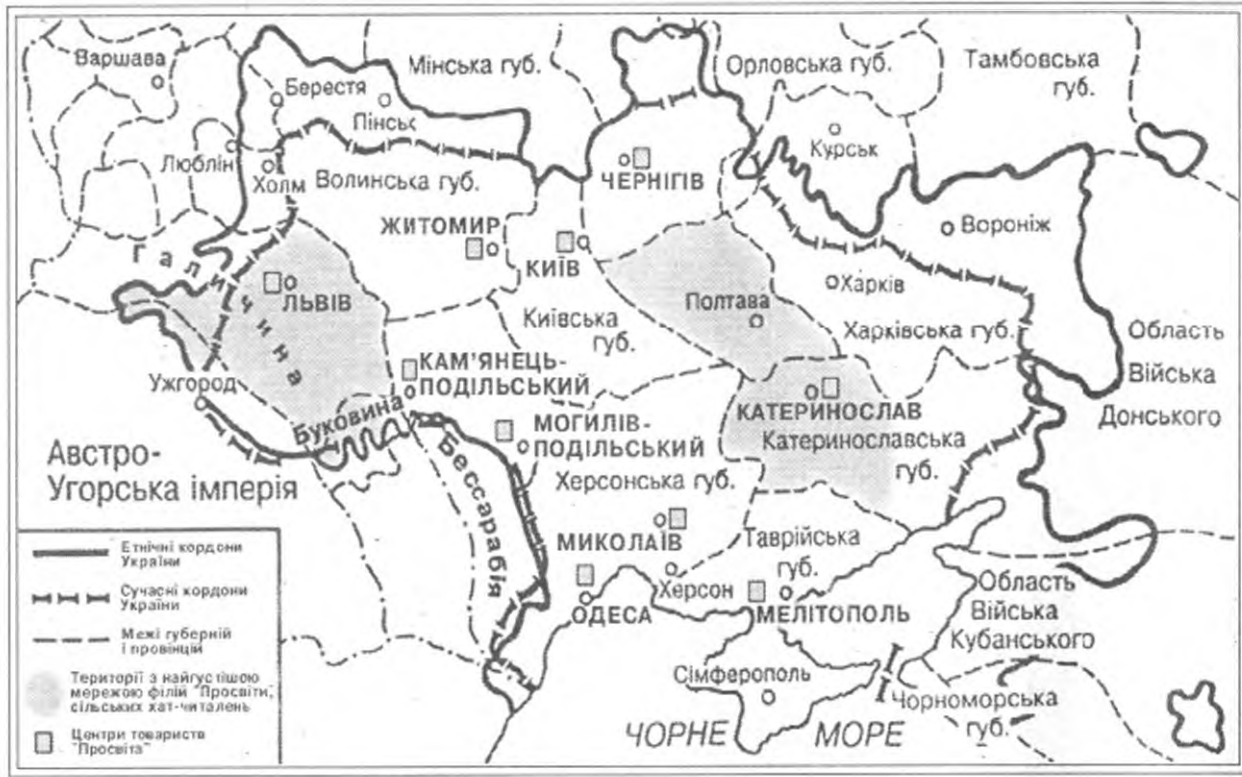 Варшава
Мінська губ.
Орловська губ.
Тамбовська
губ.
Берестя
Пінськ
Курськ
Люблін
Холм
Волинська губ.
ЧЕРНІГІВ
Вороніж
ЖИТОМИР
КИЇВ
Галичина
ЛЬВІВ
Харків
Полтава
Київська
губ.
Харківська губ.
Область
Війська
Донського
КАМ’ЯНЕЦЬ-
ПОДІЛЬСЬКИЙ
Ужгород
Буковина
КАТЕРИНОСЛАВ
Катеринославська
губ.
МОГИЛІВ-
ПОДІЛЬСЬКИЙ
Бессарабія
Австро-
Угорська імперія
Херсонська губ.
МИКОЛАЇВ
Таврійська
губ.
Херсон
ОДЕСА
МЕЛІТОПОЛЬ
Область
Війська
Кубанського
Сімферополь
Чорноморська
губ.
ЧОРНЕ МОРЕ
Етнічні кордони
України
Сучасні кордони
України
Межі губерній
і провінцій
Території з найгустішою
мережою філій "Просвіти",
сільських хат-читалень
Центри товариств
"Просвіта"